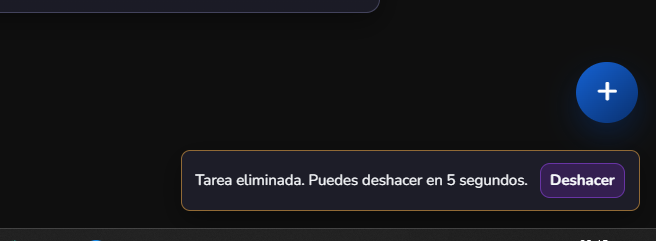 +
Tarea eliminada. Puedes deshacer en 5 segundos. Deshacer